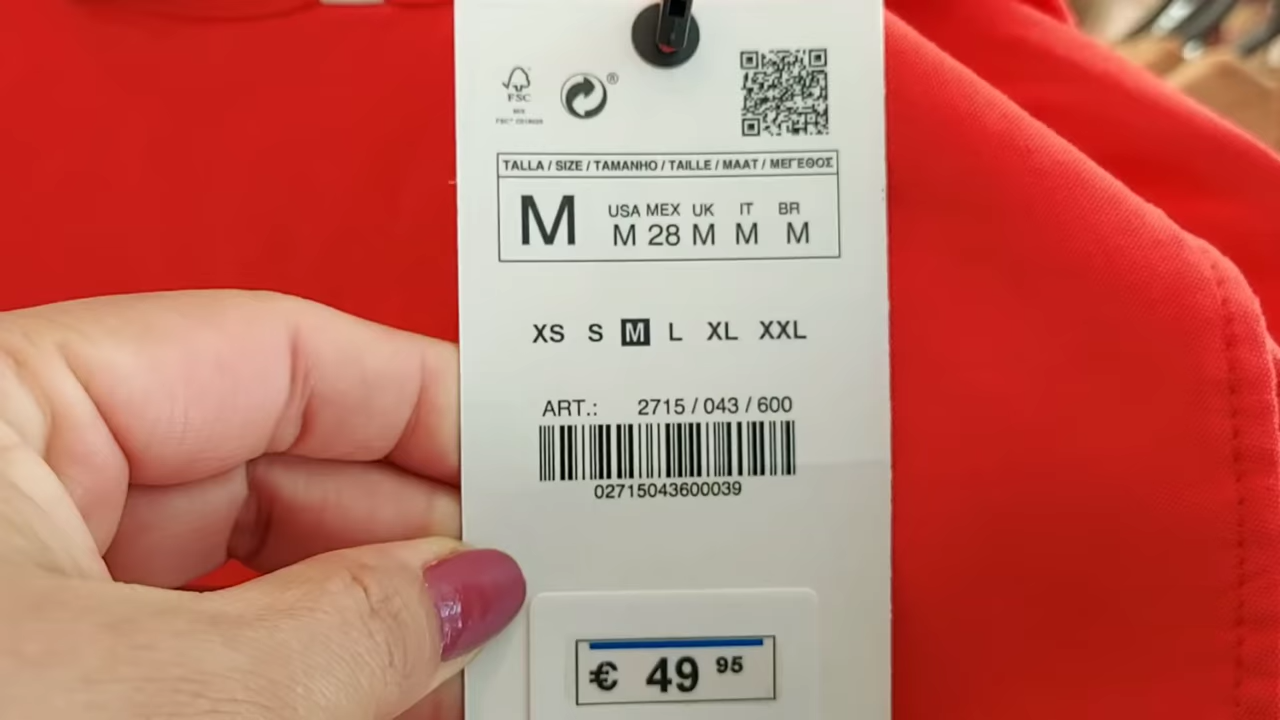 FSC
®
TALLA / SIZE / TAMANHO / TAILLE / MAAT / ΜΕΓΕΘΟΣ
M
USA MEX UK IT BR
M 28 M M M
XS S M L XL XXL
ART.: 2715 / 043 / 600
02715043600039
€ 49 95